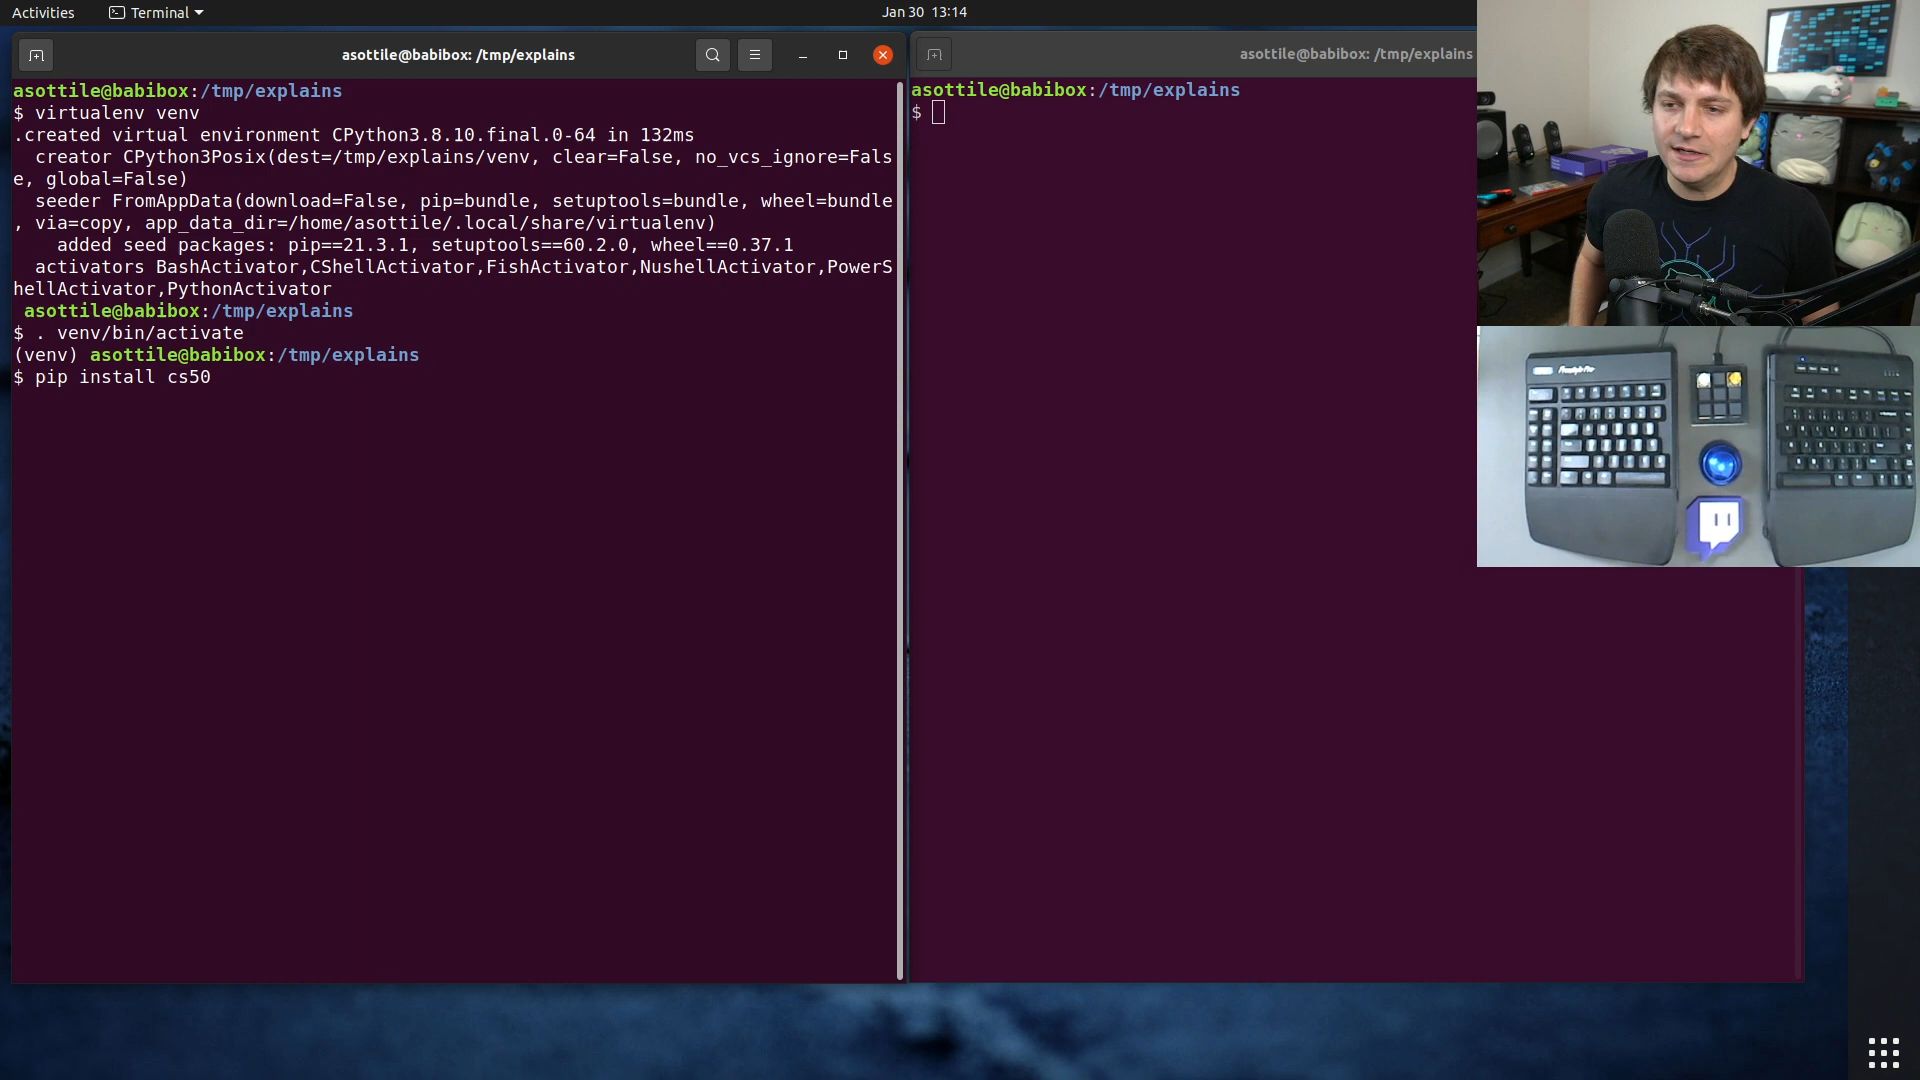 Activities
Terminal
Jan 30 13:14
asottile@babibox: /tmp/explains
asottile@babibox:/tmp/explains
$ virtualenv venv
.created virtual environment CPython3.8.10.final.0-64 in 132ms
  creator CPython3Posix(dest=/tmp/explains/venv, clear=False, no_vcs_ignore=Fals
e, global=False)
  seeder FromAppData(download=False, pip=bundle, setuptools=bundle, wheel=bundle
, via=copy, app_data_dir=/home/asottile/.local/share/virtualenv)
    added seed packages: pip==21.3.1, setuptools==60.2.0, wheel==0.37.1
  activators BashActivator,CShellActivator,FishActivator,NushellActivator,PowerS
hellActivator,PythonActivator
 asottile@babibox:/tmp/explains
$ . venv/bin/activate
(venv) asottile@babibox:/tmp/explains
$ pip install cs50
asottile@babibox: /tmp/explains
asottile@babibox:/tmp/explains
$
Freestyle Pro